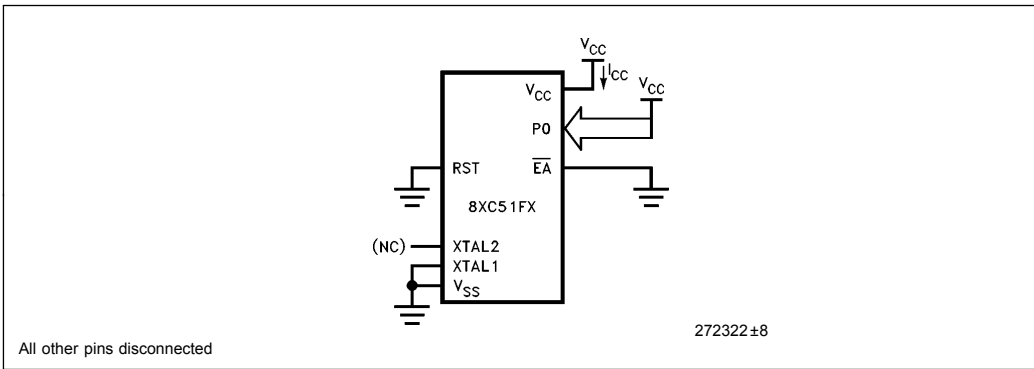 VCC
ICC
VCC
VCC
P0
RST
EA
8XC51FX
(NC)
XTAL2
XTAL1
VSS
272322±8
All other pins disconnected